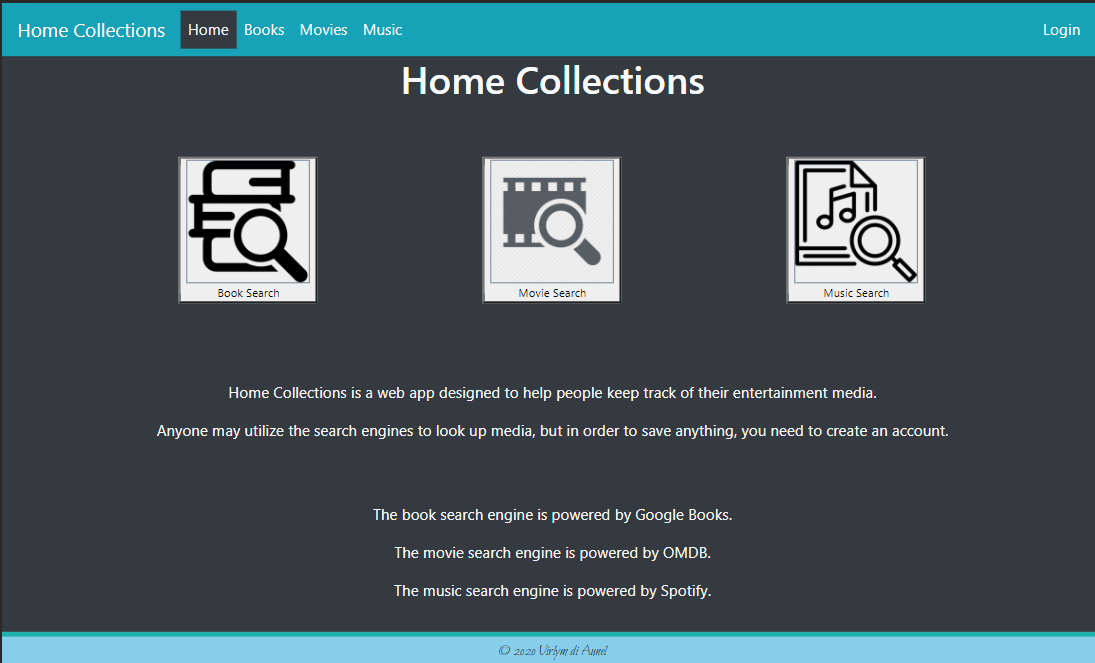 Home Collections Home Books Movies Music Login
Home Collections
Book Search Movie Search Music Search
Home Collections is a web app designed to help people keep track of their entertainment media.
Anyone may utilize the search engines to look up media, but in order to save anything, you need to create an account.
The book search engine is powered by Google Books.
The movie search engine is powered by OMDB.
The music search engine is powered by Spotify.
© 2020 Virlym di Aunel